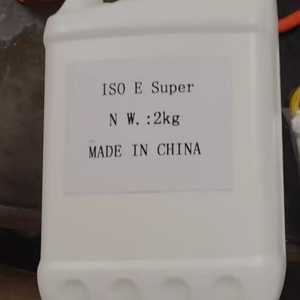 ISO E Super
N W.:2kg
MADE IN CHINA